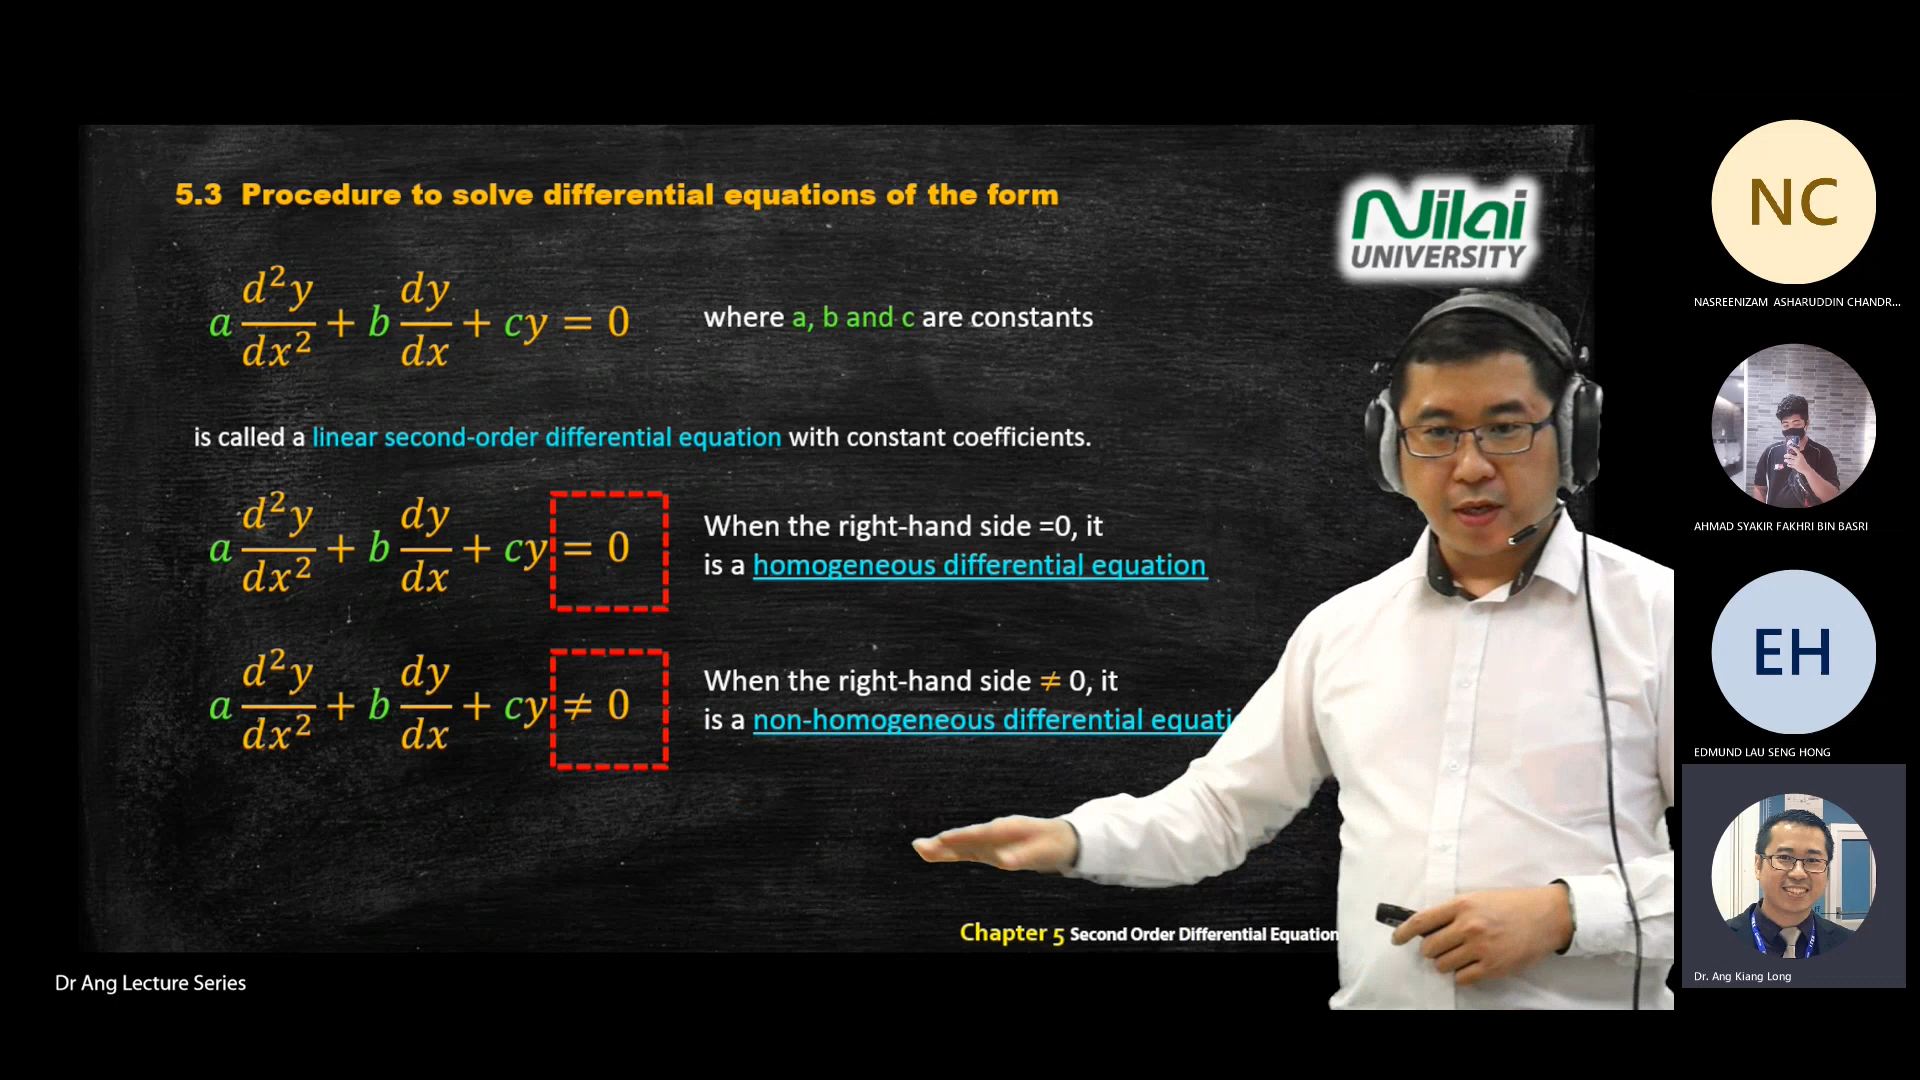 5.3 Procedure to solve differential equations of the form
Nilai
UNIVERSITY
a d²y/dx² + b dy/dx + cy = 0 where a, b and c are constants
is called a linear second-order differential equation with constant coefficients.
a d²y/dx² + b dy/dx + cy = 0
When the right-hand side =0, it
is a homogeneous differential equation
a d²y/dx² + b dy/dx + cy ≠ 0
When the right-hand side ≠ 0, it
is a non-homogeneous differential equati
Chapter 5 Second Order Differential Equation
Dr Ang Lecture Series
NC
NASREENIZAM ASHARUDDIN CHANDR...
AHMAD SYAKIR FAKHRI BIN BASRI
EH
EDMUND LAU SENG HONG
Dr. Ang Kiang Long